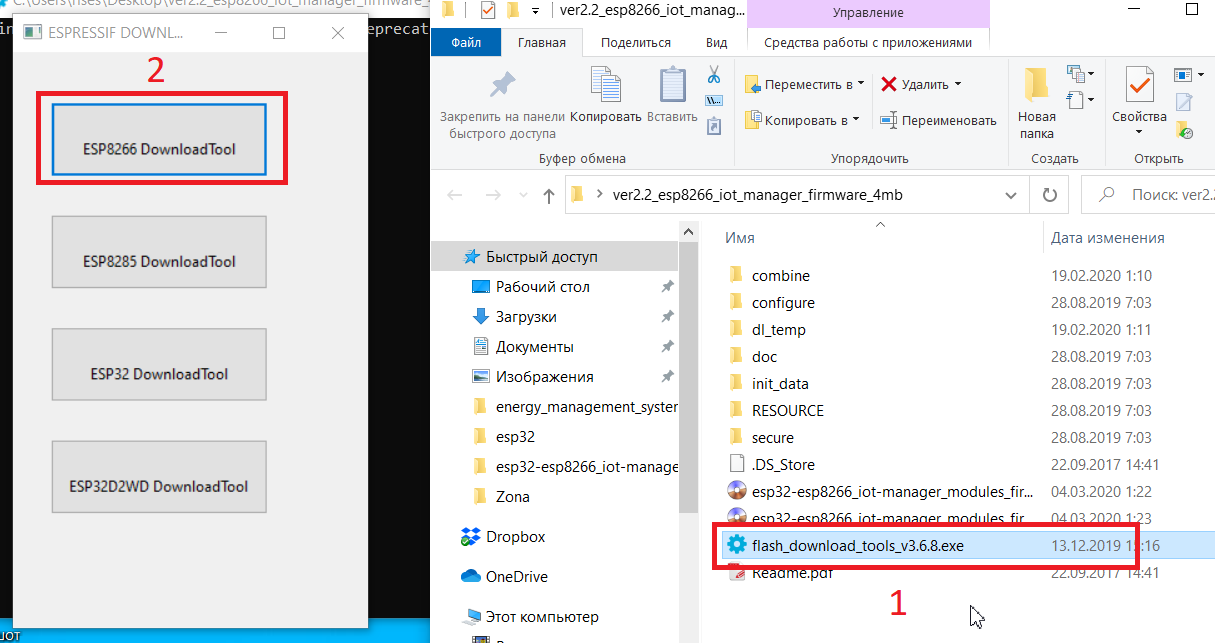 C:\Users\nses\Desktop\ver2.2_esp8266_iot_manager_firmware_4
eprecat
ESPRESSIF DOWNL...
2
ESP8266 DownloadTool
ESP8285 DownloadTool
ESP32 DownloadTool
ESP32D2WD DownloadTool
ver2.2_esp8266_iot_manag...
Управление
Файл
Главная
Поделиться
Вид
Средства работы с приложениями
Закрепить на панели
быстрого доступа
Копировать
Вставить
Буфер обмена
Переместить в
Копировать в
Удалить
Переименовать
Упорядочить
Новая
папка
Создать
Свойства
Открыть
ver2.2_esp8266_iot_manager_firmware_4mb
Поиск: ver2.
Быстрый доступ
Рабочий стол
Загрузки
Документы
Изображения
energy_management_system
esp32
esp32-esp8266_iot-manage
Zona
Dropbox
OneDrive
Этот компьютер
Имя
Дата изменения
combine 19.02.2020 1:10
configure 28.08.2019 7:03
dl_temp 19.02.2020 1:11
doc 28.08.2019 7:03
init_data 28.08.2019 7:03
RESOURCE 28.08.2019 7:03
secure 28.08.2019 7:03
.DS_Store 22.09.2017 14:41
esp32-esp8266_iot-manager_modules_fir... 04.03.2020 1:22
esp32-esp8266_iot-manager_modules_fir... 04.03.2020 1:23
flash_download_tools_v3.6.8.exe 13.12.2019 :16
Readme.pdf 22.09.2017 14:41
1